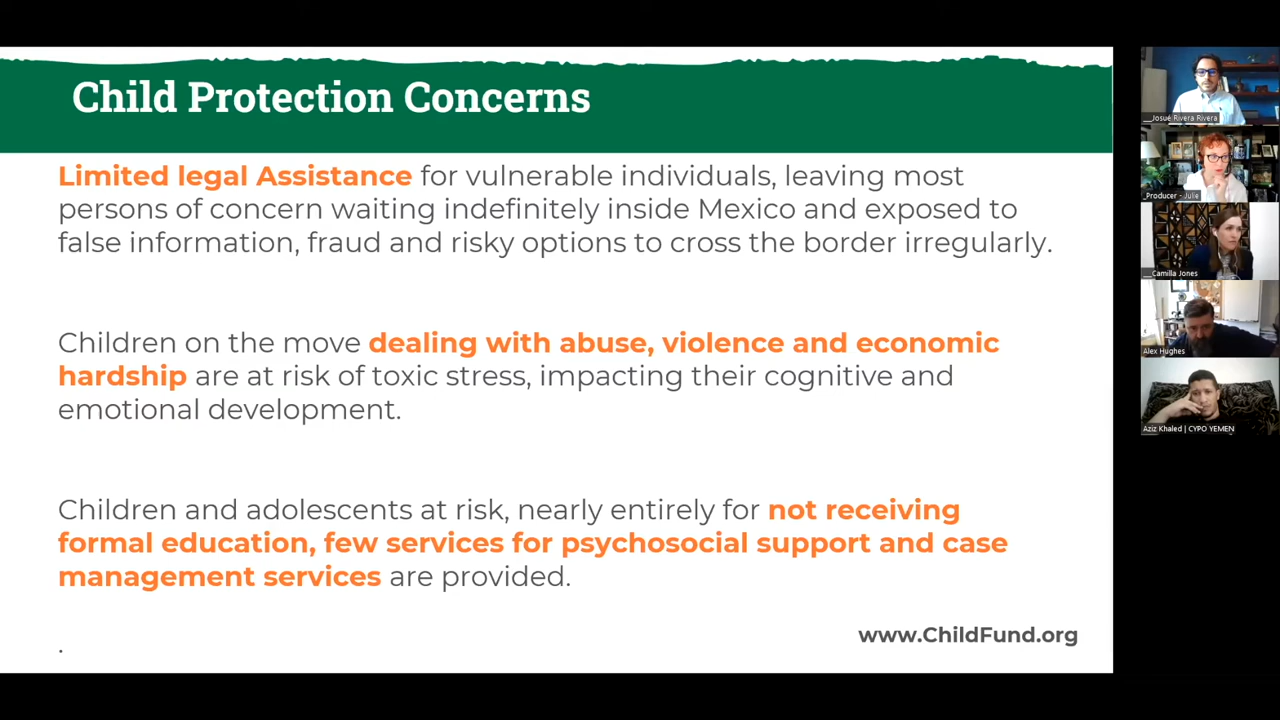 Child Protection Concerns
Limited legal Assistance for vulnerable individuals, leaving most
persons of concern waiting indefinitely inside Mexico and exposed to
false information, fraud and risky options to cross the border irregularly.
Children on the move dealing with abuse, violence and economic
hardship are at risk of toxic stress, impacting their cognitive and
emotional development.
Children and adolescents at risk, nearly entirely for not receiving
formal education, few services for psychosocial support and case
management services are provided.
.
www.ChildFund.org
__Josué Rivera Rivera
_Producer - Julie
__Camilla Jones
Alex Hughes
Aziz Khaled | CYPO YEMEN